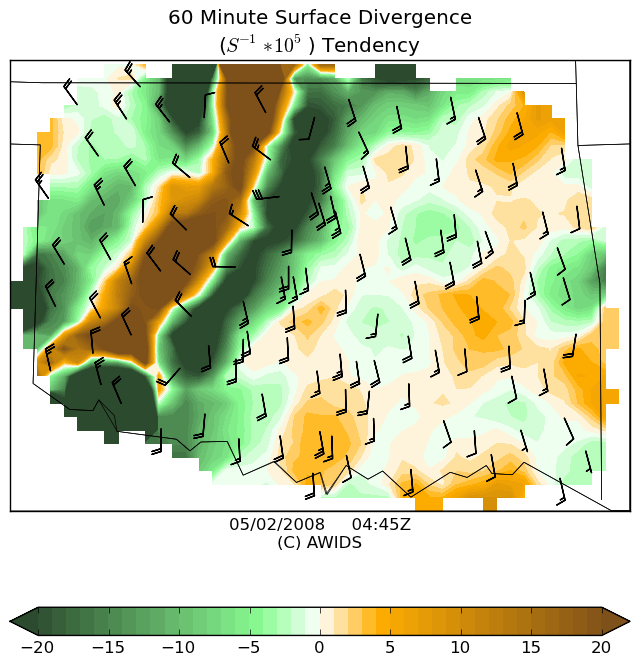 60 Minute Surface Divergence
(S⁻¹ * 10⁵ ) Tendency
05/02/2008 04:45Z
(C) AWIDS
−20 −15 −10 −5 0 5 10 15 20